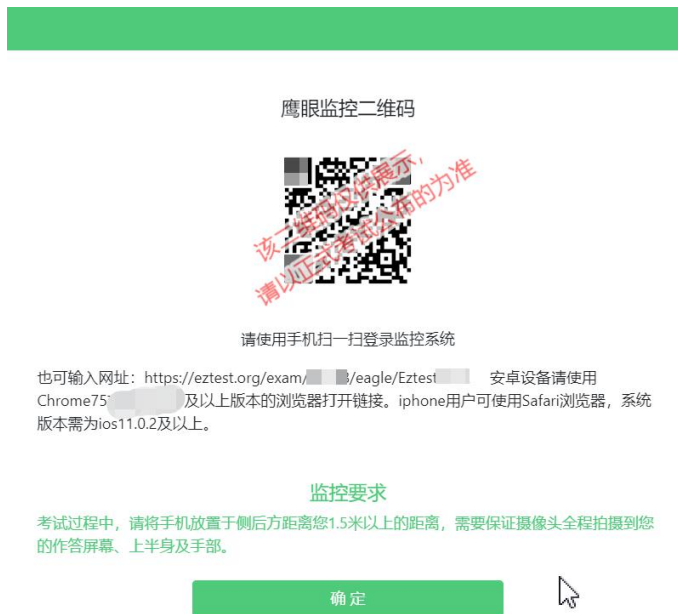 鹰眼监控二维码
该二维码仅供展示，
请以正式考试公布的为准
请使用手机扫一扫登录监控系统
也可输入网址：https://eztest.org/exam/ 3/eagle/Eztest 安卓设备请使用
Chrome75 及以上版本的浏览器打开链接。iphone用户可使用Safari浏览器，系统
版本需为ios11.0.2及以上。
监控要求
考试过程中，请将手机放置于侧后方距离您1.5米以上的距离，需要保证摄像头全程拍摄到您
的作答屏幕、上半身及手部。
确定